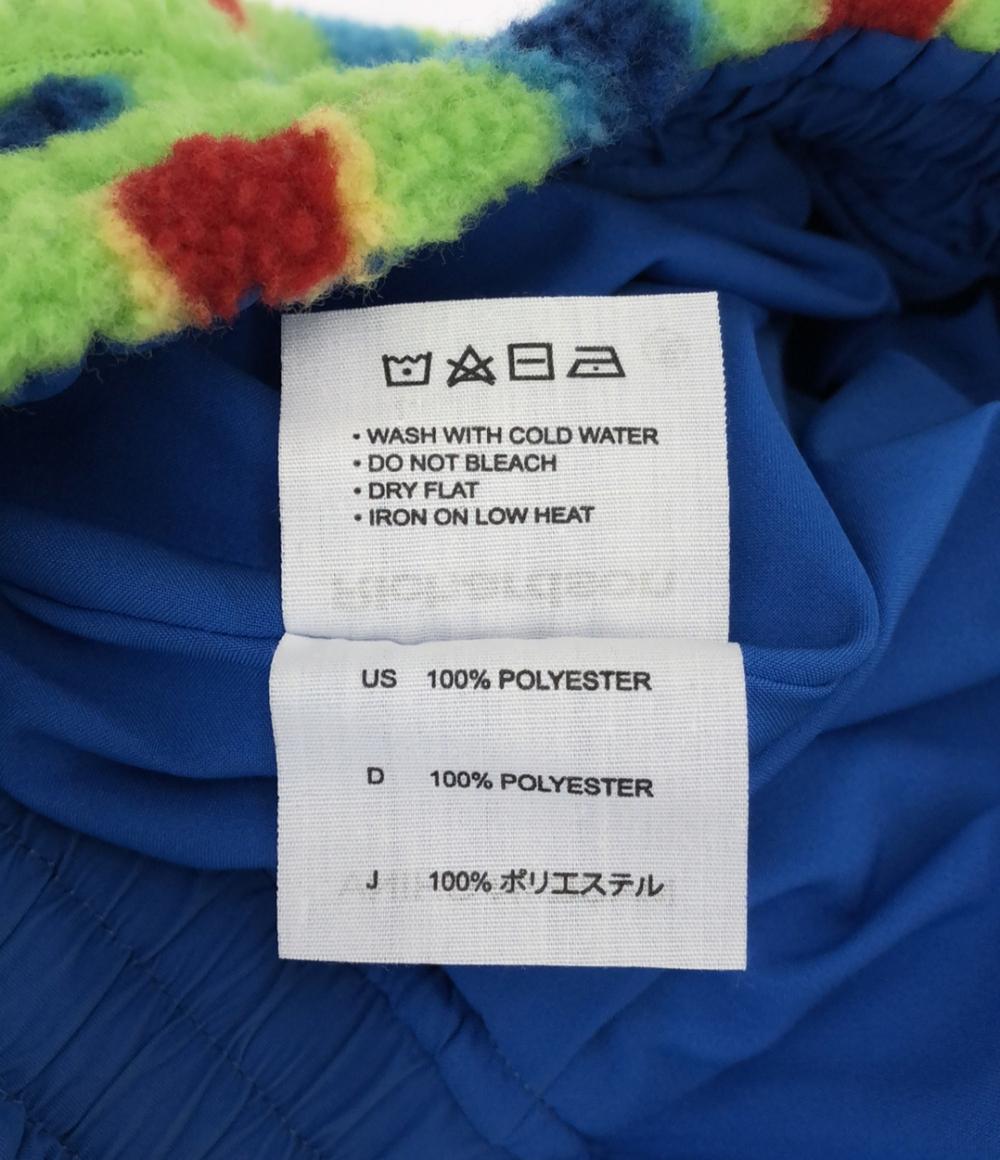 • WASH WITH COLD WATER
• DO NOT BLEACH
• DRY FLAT
• IRON ON LOW HEAT
US 100% POLYESTER
D 100% POLYESTER
J 100% ポリエステル